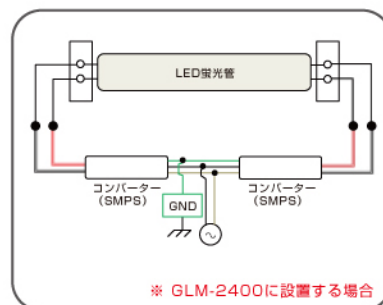 LED蛍光管
コンバーター
(SMPS)
コンバーター
(SMPS)
GND
※ GLM-2400に設置する場合